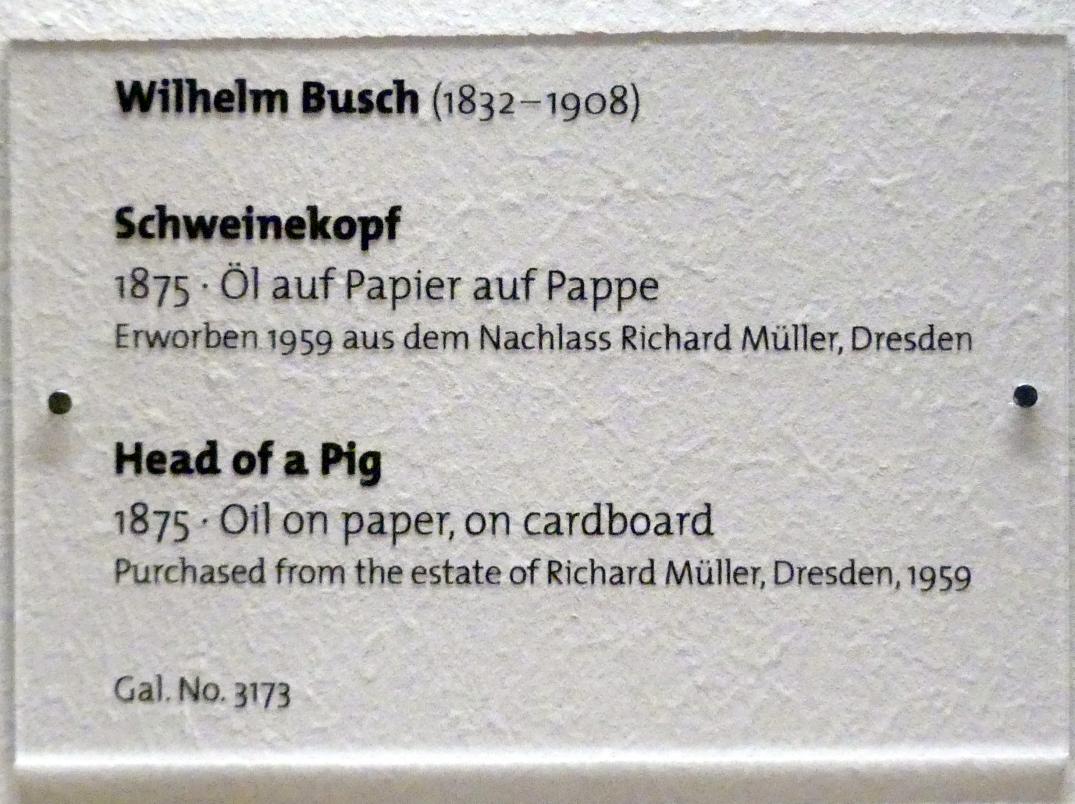 Wilhelm Busch (1832–1908)
Schweinekopf
1875 · Öl auf Papier auf Pappe
Erworben 1959 aus dem Nachlass Richard Müller, Dresden
Head of a Pig
1875 · Oil on paper, on cardboard
Purchased from the estate of Richard Müller, Dresden, 1959
Gal. No. 3173